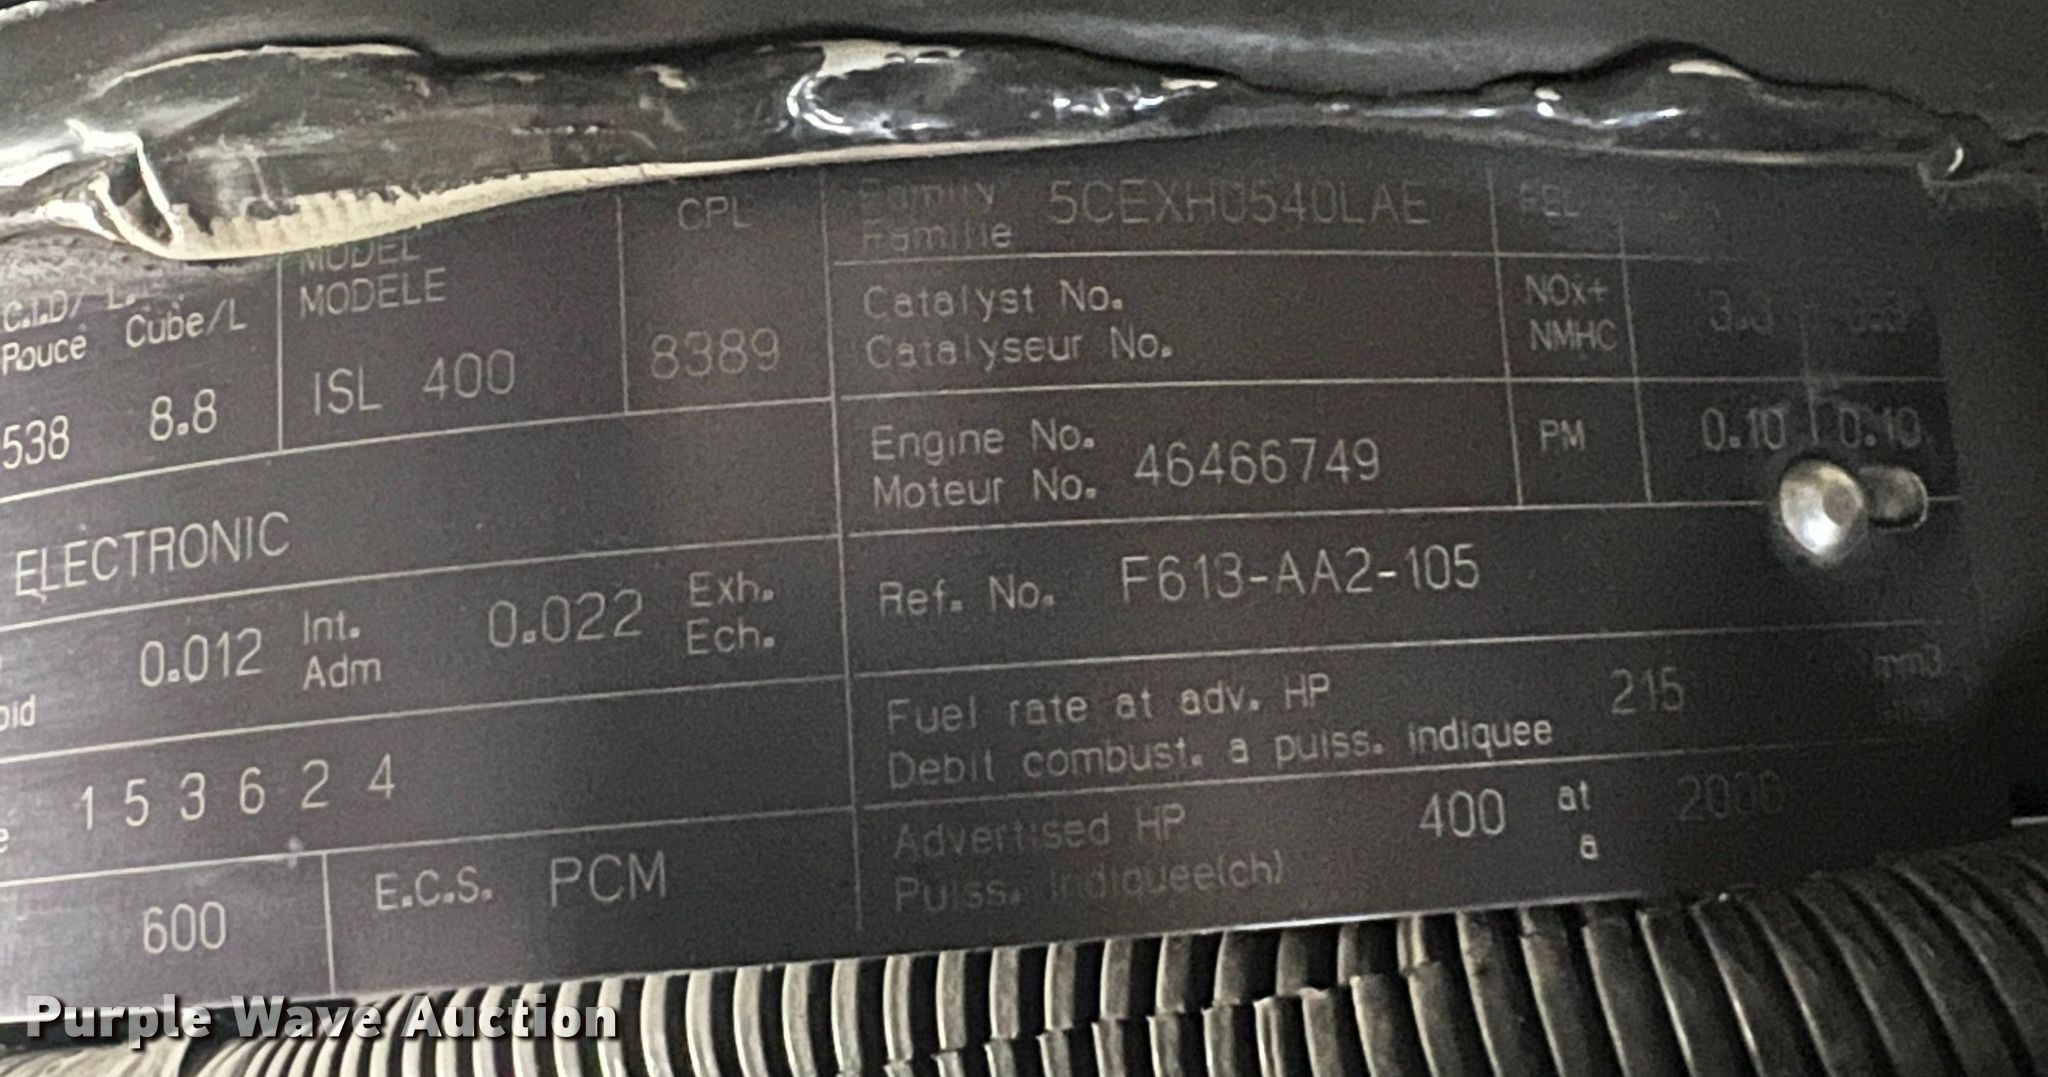 C.I.D/ L.
Pouce Cube/L
538 8.8
MODEL
MODELE
ISL 400
CPL
8389
Family
Famille
5CEXH0540LAE
FEL
Catalyst No.
Catalyseur No.
NOx+
NMHC
Engine No.
Moteur No.
46466749
PM 0.10 0.10
ELECTRONIC
Ref. No. F613-AA2-105
0.012 Int.
Adm
0.022 Exh.
Ech.
Fuel rate at adv. HP
Debit combust. a puiss. indiquee
215 mm3
1 5 3 6 2 4
Advertised HP
Puiss. indiquee(ch)
400 at
a
2000
600
E.C.S. PCM
Purple Wave Auction